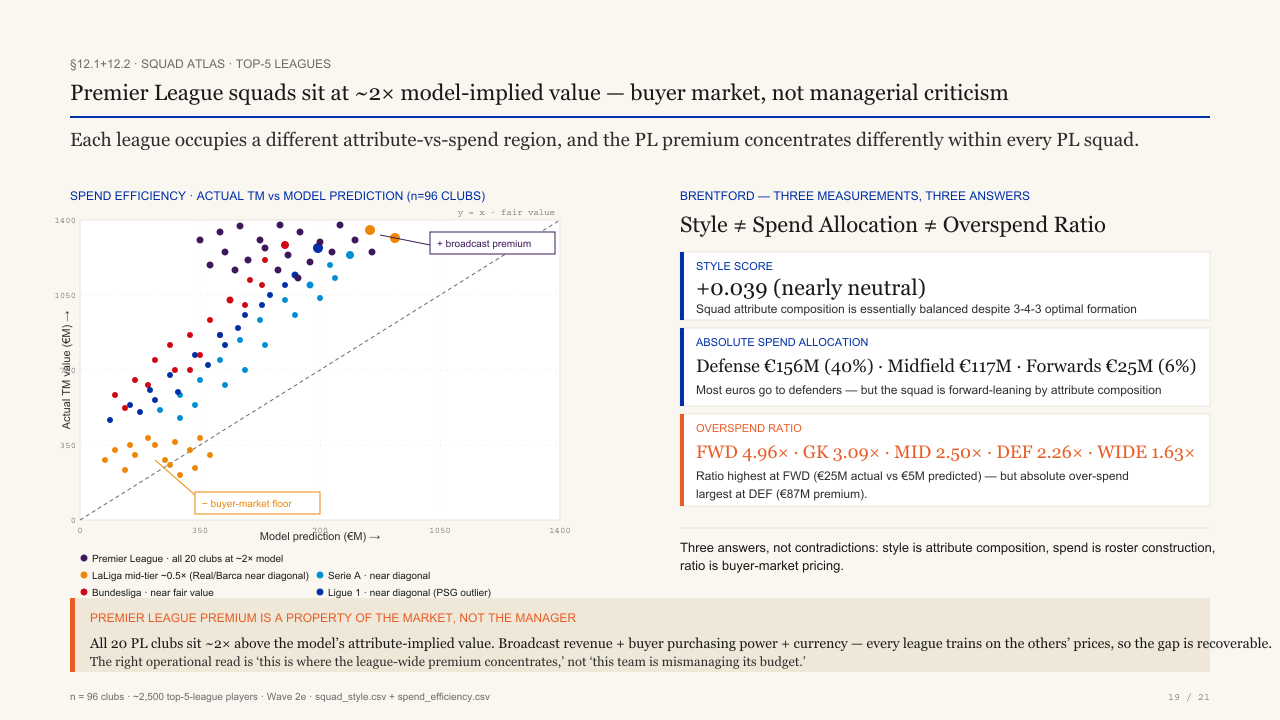 §12.1+12.2 · SQUAD ATLAS · TOP-5 LEAGUES
Premier League squads sit at ~2× model-implied value — buyer market, not managerial criticism
Each league occupies a different attribute-vs-spend region, and the PL premium concentrates differently within every PL squad.
SPEND EFFICIENCY · ACTUAL TM vs MODEL PREDICTION (n=96 CLUBS)
y = x · fair value
1400
1050
700
350
0
Actual TM value (€M) →
+ broadcast premium
− buyer-market floor
0
350
700
1050
1400
Model prediction (€M) →
Premier League · all 20 clubs at ~2× model
LaLiga mid-tier ~0.5× (Real/Barca near diagonal)
Serie A · near diagonal
Bundesliga · near fair value
Ligue 1 · near diagonal (PSG outlier)
BRENTFORD — THREE MEASUREMENTS, THREE ANSWERS
Style ≠ Spend Allocation ≠ Overspend Ratio
STYLE SCORE
+0.039 (nearly neutral)
Squad attribute composition is essentially balanced despite 3-4-3 optimal formation
ABSOLUTE SPEND ALLOCATION
Defense €156M (40%) · Midfield €117M · Forwards €25M (6%)
Most euros go to defenders — but the squad is forward-leaning by attribute composition
OVERSPEND RATIO
FWD 4.96× · GK 3.09× · MID 2.50× · DEF 2.26× · WIDE 1.63×
Ratio highest at FWD (€25M actual vs €5M predicted) — but absolute over-spend
largest at DEF (€87M premium).
Three answers, not contradictions: style is attribute composition, spend is roster construction,
ratio is buyer-market pricing.
PREMIER LEAGUE PREMIUM IS A PROPERTY OF THE MARKET, NOT THE MANAGER
All 20 PL clubs sit ~2× above the model’s attribute-implied value. Broadcast revenue + buyer purchasing power + currency — every league trains on the others’ prices, so the gap is recoverable.
The right operational read is ‘this is where the league-wide premium concentrates,’ not ‘this team is mismanaging its budget.’
n = 96 clubs · ~2,500 top-5-league players · Wave 2e · squad_style.csv + spend_efficiency.csv
19 / 21